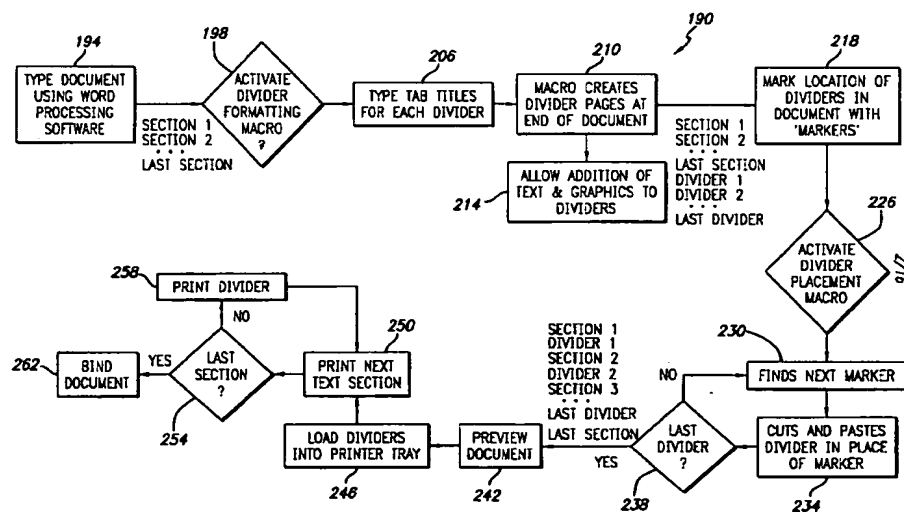 190
194
TYPE DOCUMENT
USING WORD
PROCESSING
SOFTWARE
198
ACTIVATE
DIVIDER
FORMATTING
MACRO
?
SECTION 1
SECTION 2
...
LAST SECTION
206
TYPE TAB TITLES
FOR EACH DIVIDER
210
MACRO CREATES
DIVIDER PAGES AT
END OF DOCUMENT
214
ALLOW ADDITION OF
TEXT & GRAPHICS TO
DIVIDERS
SECTION 1
SECTION 2
...
LAST SECTION
DIVIDER 1
DIVIDER 2
...
LAST DIVIDER
218
MARK LOCATION OF
DIVIDERS IN
DOCUMENT WITH
'MARKERS'
226
ACTIVATE
DIVIDER
PLACEMENT
MACRO
230
FINDS NEXT MARKER
CUTS AND PASTES
DIVIDER IN PLACE
OF MARKER
234
NO
LAST
DIVIDER
?
238
YES
SECTION 1
DIVIDER 1
SECTION 2
DIVIDER 2
SECTION 3
...
LAST DIVIDER
LAST SECTION
PREVIEW
DOCUMENT
242
LOAD DIVIDERS
INTO PRINTER TRAY
246
250
PRINT NEXT
TEXT SECTION
LAST
SECTION
?
254
NO
258
PRINT DIVIDER
YES
262
BIND
DOCUMENT